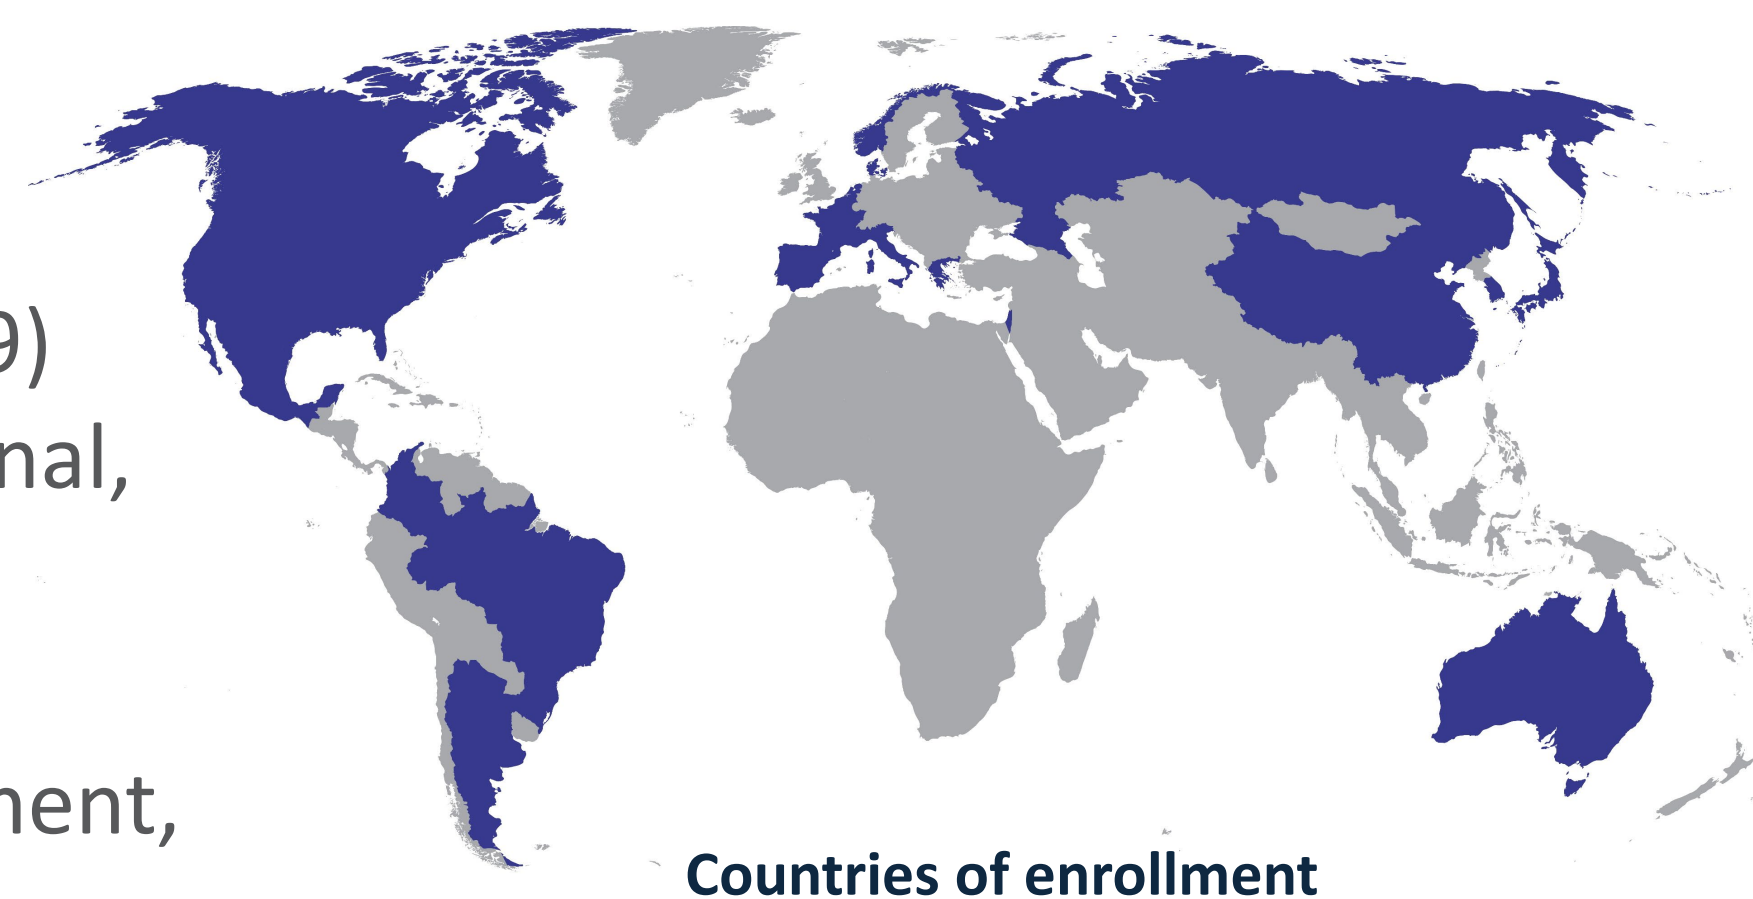 9)
nal,
nent,
Countries of enrollment